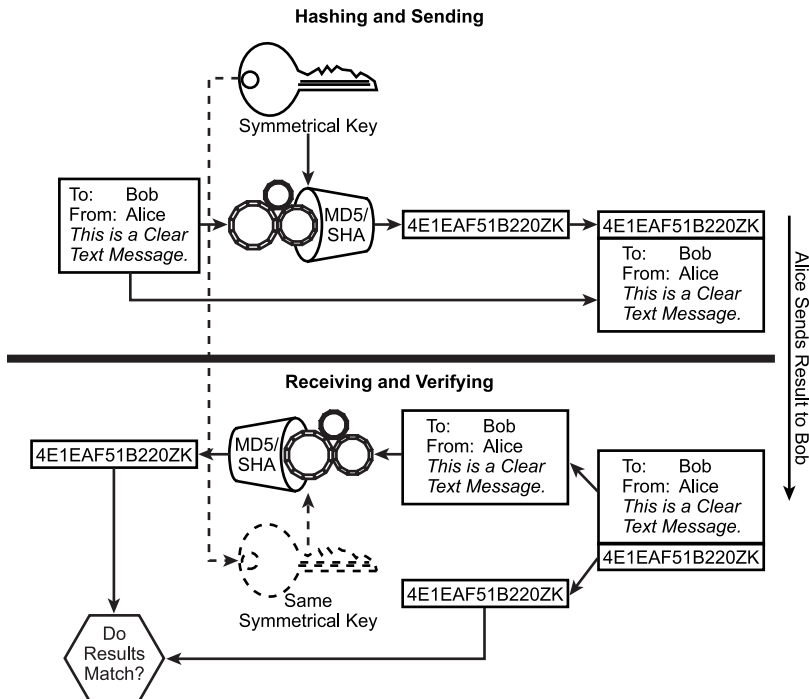 Hashing and Sending
Symmetrical Key
To: Bob
From: Alice
This is a Clear
Text Message.
MD5/
SHA
4E1EAF51B220ZK
4E1EAF51B220ZK
To: Bob
From: Alice
This is a Clear
Text Message.
Alice Sends Result to Bob
Receiving and Verifying
4E1EAF51B220ZK
MD5/
SHA
To: Bob
From: Alice
This is a Clear
Text Message.
To: Bob
From: Alice
This is a Clear
Text Message.
4E1EAF51B220ZK
Same
Symmetrical Key
4E1EAF51B220ZK
Do
Results
Match?